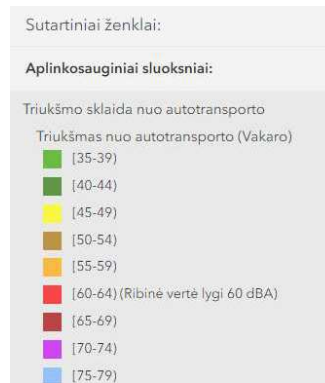 Sutartiniai ženklai:
Aplinkosauginiai sluoksniai:
Triukšmo sklaida nuo autotransporto
Triukšmas nuo autotransporto (Vakaro)
[35-39)
[40-44)
[45-49)
[50-54)
[55-59)
[60-64) (Ribinė vertė lygi 60 dBA)
[65-69)
[70-74)
[75-79)